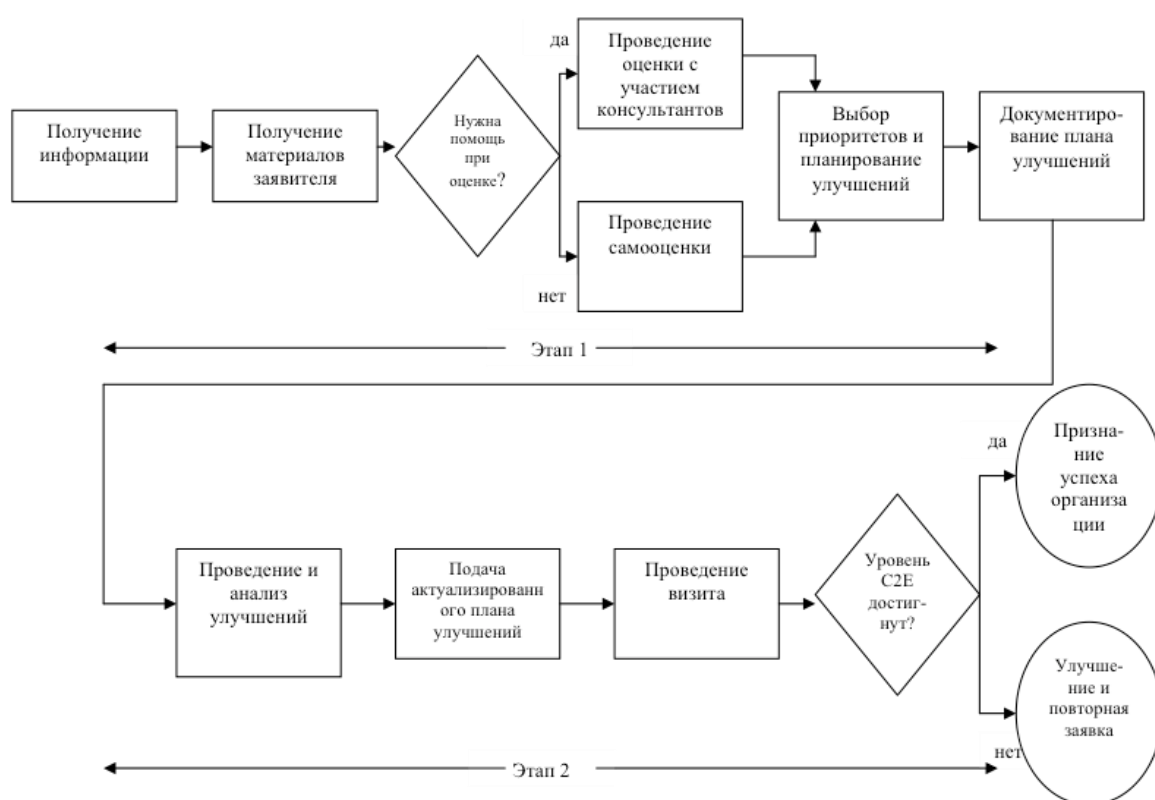 Получение
информации
Получение
материалов
заявителя
Нужна
помощь
при
оценке?
да
Проведение
оценки с
участием
консультантов
нет
Проведение
самооценки
Выбор
приоритетов и
планирование
улучшений
Документиро-
вание плана
улучшений
Этап 1
Проведение и
анализ
улучшений
Подача
актуализированн
ого плана
улучшений
Проведение
визита
Уровень
С2Е
достиг-
нут?
да
Призна-
ние
успеха
организа
ции
нет
Улучше-
ние и
повторная
заявка
Этап 2